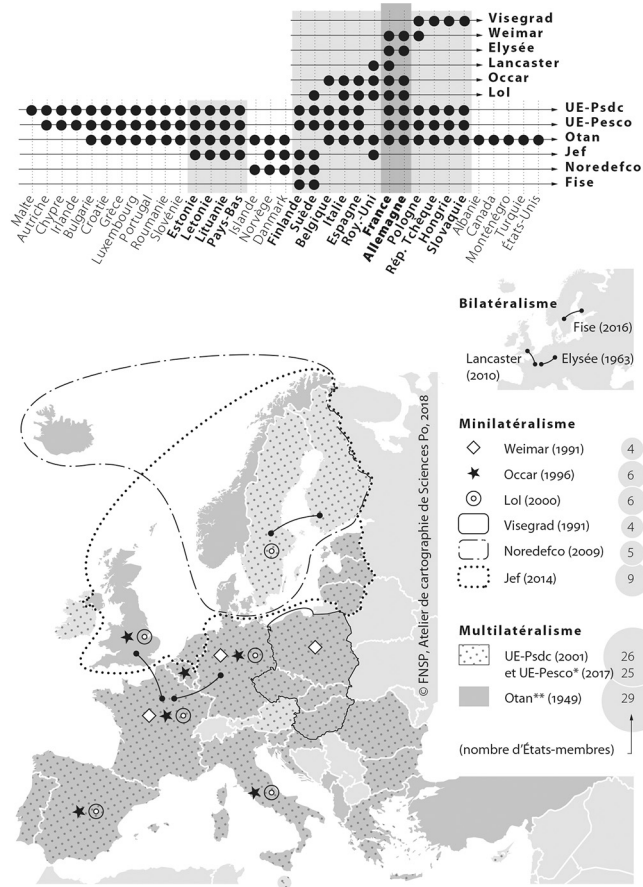 Visegrad
Weimar
Elysée
Lancaster
Occar
LoI
UE-Psdc
UE-Pesco
Otan
Jef
Noredefco
Fise
Malte
Autriche
Chypre
Irlande
Bulgarie
Croatie
Grèce
Luxembourg
Portugal
Roumanie
Slovénie
Estonie
Letonie
Lituanie
Pays-Bas
Islande
Norvège
Danmark
Finlande
Suède
Belgique
Italie
Espagne
Roy.-Uni
France
Allemagne
Pologne
Rép. Tchèque
Hongrie
Slovaquie
Albanie
Canada
Monténégro
Turquie
États-Unis
Bilatéralisme
Fise (2016)
Lancaster
(2010)
Elysée (1963)
Minilatéralisme
Weimar (1991) 4
Occar (1996) 6
LoI (2000) 6
Visegrad (1991) 4
Noredefco (2009) 5
Jef (2014) 9
Multilatéralisme
UE-Psdc (2001) 26
et UE-Pesco* (2017) 25
Otan** (1949) 29
(nombre d'États-membres)
© FNSP, Atelier de cartographie de Sciences Po, 2018